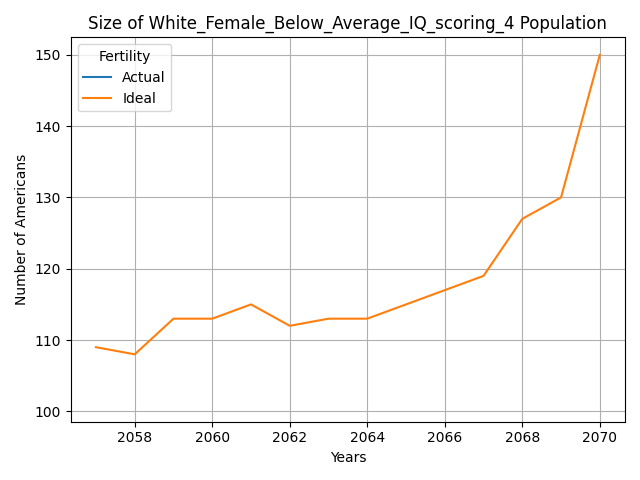 Size of White_Female_Below_Average_IQ_scoring_4 Population
Fertility
Actual
Ideal
150
140
130
120
110
100
Number of Americans
2058 2060 2062 2064 2066 2068 2070
Years